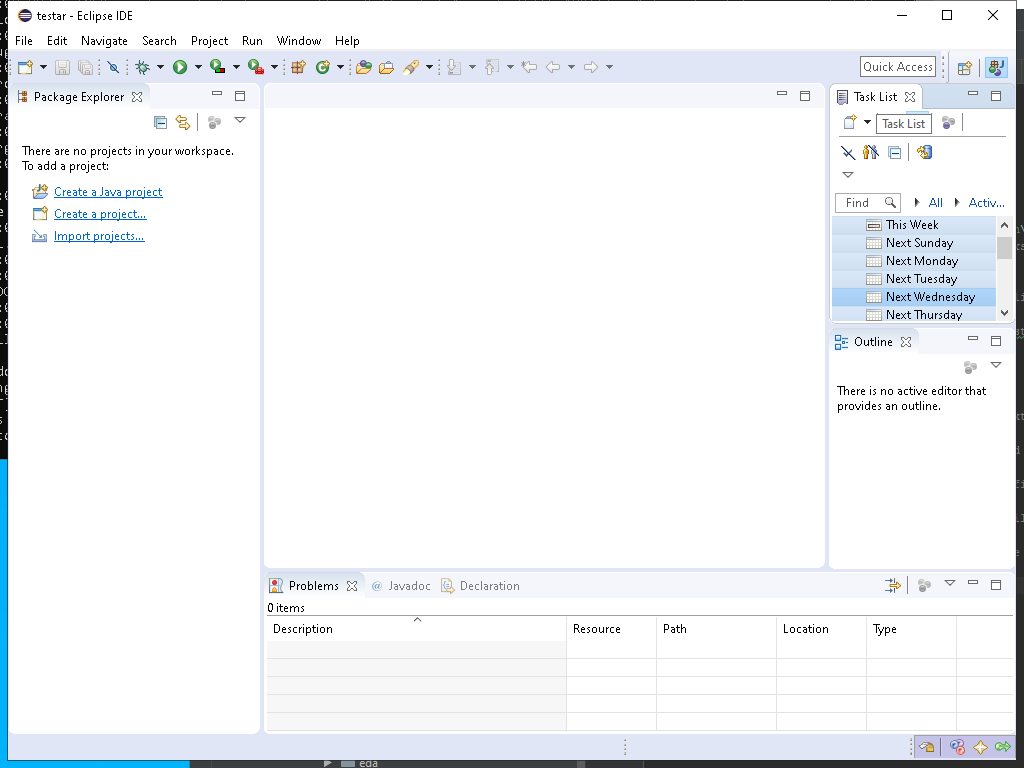 testar - Eclipse IDE
File Edit Navigate Search Project Run Window Help
Quick Access
Package Explorer
There are no projects in your workspace.
To add a project:
Create a Java project
Create a project...
Import projects...
Task List
Task List
Find
All
Activ...
This Week
Next Sunday
Next Monday
Next Tuesday
Next Wednesday
Next Thursday
Outline
There is no active editor that
provides an outline.
Problems @ Javadoc Declaration
0 items
Description Resource Path Location Type
eda